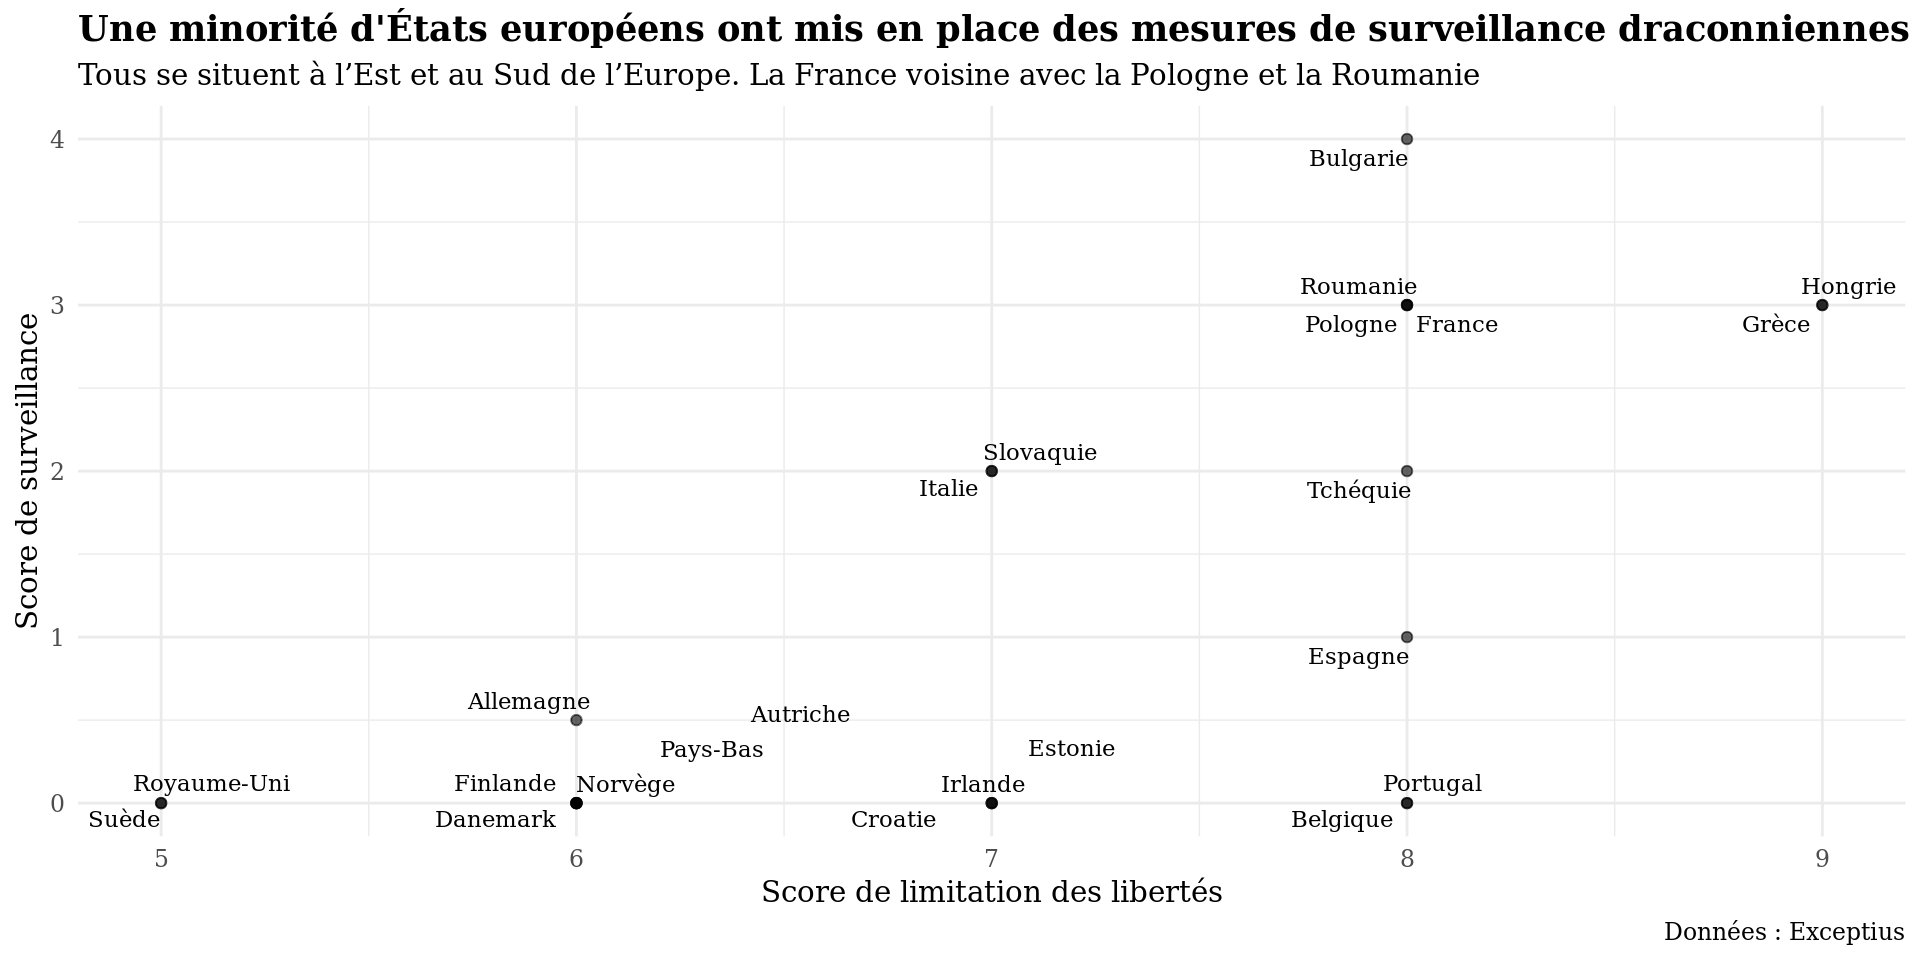 Une minorité d'États européens ont mis en place des mesures de surveillance draconniennes
Tous se situent à l’Est et au Sud de l’Europe. La France voisine avec la Pologne et la Roumanie
Score de surveillance
4
Bulgarie
Roumanie
Hongrie
3
Pologne
France
Grèce
Slovaquie
2
Italie
Tchéquie
1
Espagne
Allemagne
Autriche
Pays-Bas
Estonie
Royaume-Uni
Finlande
Norvège
Irlande
Portugal
0
Suède
Danemark
Croatie
Belgique
5
6
7
8
9
Score de limitation des libertés
Données : Exceptius